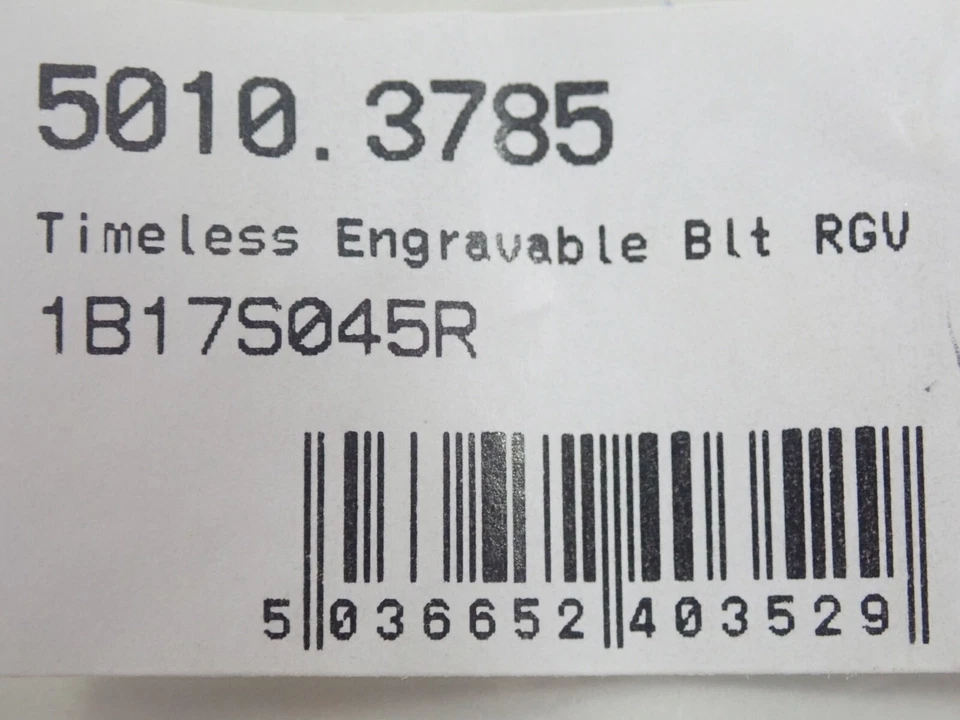 5010.3785
Timeless Engravable Blt RGV
1B17S045R
5 036652 403529